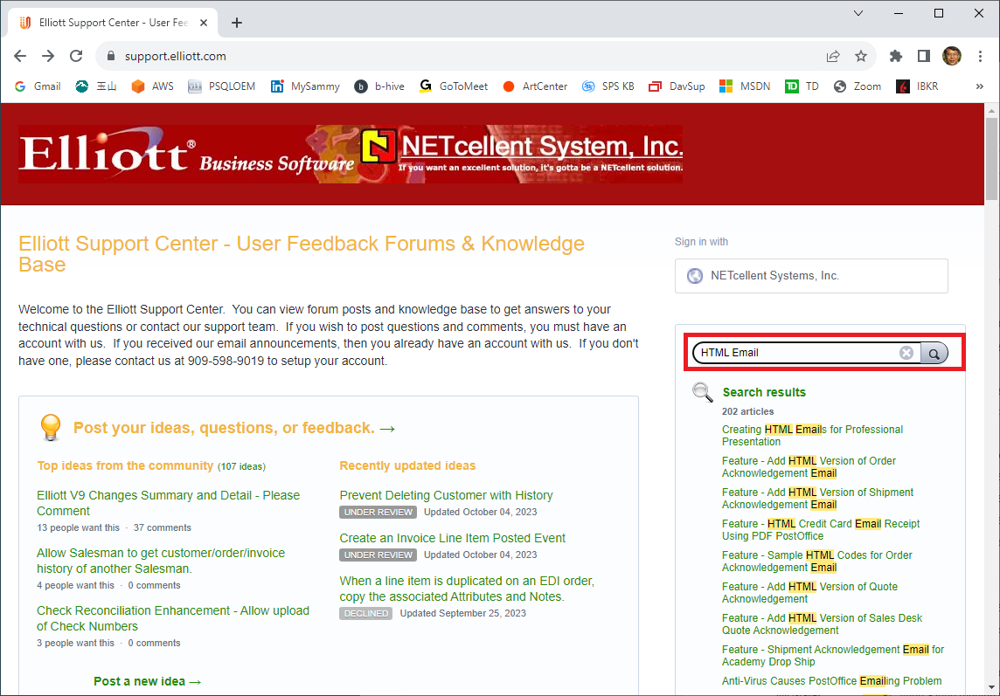 Elliott Support Center - User Fee
support.elliott.com
Gmail
玉山
AWS
PSQLOEM
MySammy
b-hive
GoToMeet
ArtCenter
SPS KB
DavSup
MSDN
TD
Zoom
IBKR
»
Elliott® Business Software
NETcellent System, Inc.
If you want an excellent solution, it's gotta be a NETcellent solution.
Elliott Support Center - User Feedback Forums & Knowledge
Base
Welcome to the Elliott Support Center.  You can view forum posts and knowledge base to get answers to your
technical questions or contact our support team.  If you wish to post questions and comments, you must have an
account with us.  If you received our email announcements, then you already have an account with us.  If you don't
have one, please contact us at 909-598-9019 to setup your account.
Post your ideas, questions, or feedback. →
Top ideas from the community (107 ideas)
Elliott V9 Changes Summary and Detail - Please
Comment
13 people want this · 37 comments
Allow Salesman to get customer/order/invoice
history of another Salesman.
4 people want this · 0 comments
Check Reconciliation Enhancement - Allow upload
of Check Numbers
3 people want this · 0 comments
Post a new idea →
Recently updated ideas
Prevent Deleting Customer with History
UNDER REVIEW Updated October 04, 2023
Create an Invoice Line Item Posted Event
UNDER REVIEW Updated October 04, 2023
When a line item is duplicated on an EDI order,
copy the associated Attributes and Notes.
DECLINED Updated September 25, 2023
Sign in with
NETcellent Systems, Inc.
HTML Email
Search results
202 articles
Creating HTML Emails for Professional
Presentation
Feature - Add HTML Version of Order
Acknowledgement Email
Feature - Add HTML Version of Shipment
Acknowledgement Email
Feature - HTML Credit Card Email Receipt
Using PDF PostOffice
Feature - Sample HTML Codes for Order
Acknowledgement Email
Feature - Add HTML Version of Quote
Acknowledgement
Feature - Add HTML Version of Sales Desk
Quote Acknowledgement
Feature - Shipment Acknowledgement Email for
Academy Drop Ship
Anti-Virus Causes PostOffice Emailing Problem